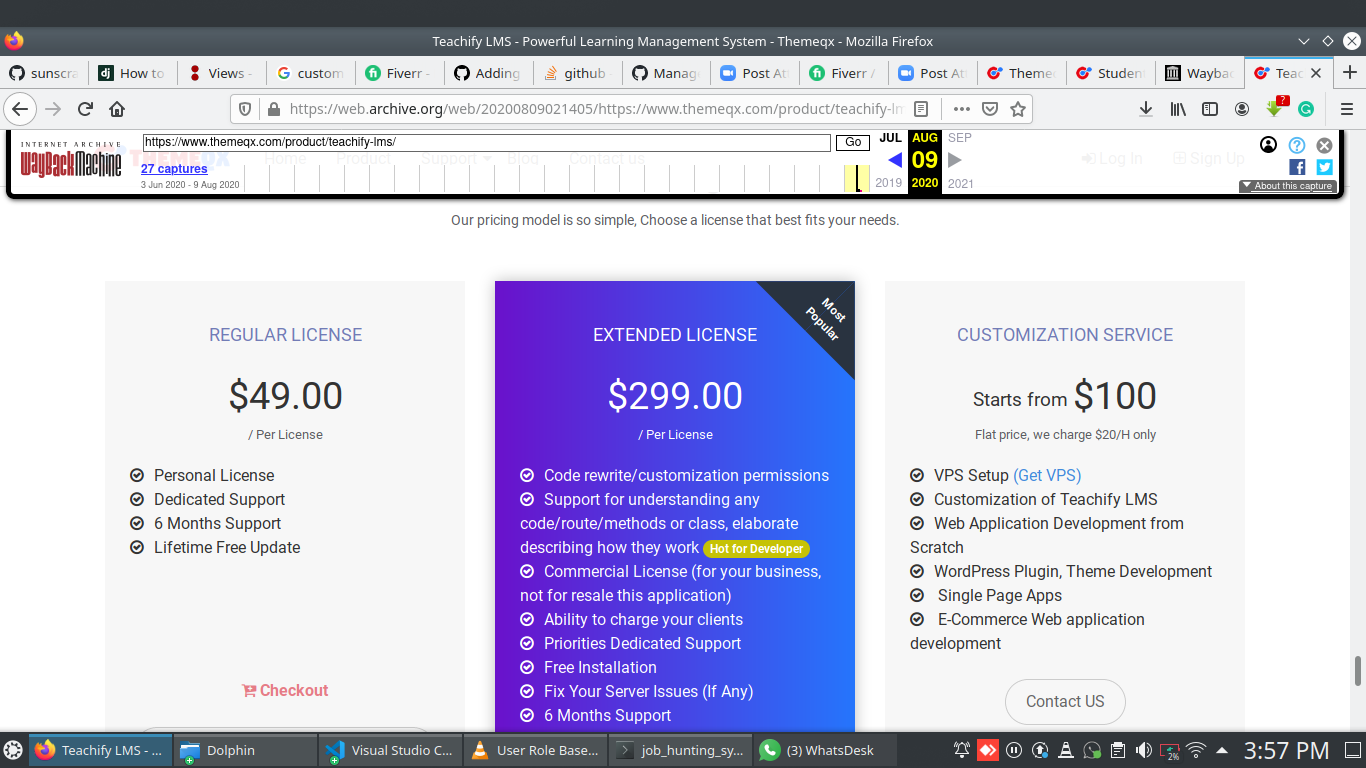 Teachify LMS - Powerful Learning Management System - Themeqx - Mozilla Firefox
sunscra
How to
Views -
custom
Fiverr -
Adding
github
Manag
Post At
Fiverr /
Post At
Theme
Student
Wayba
Teac
https://web.archive.org/web/20200809021405/https://www.themeqx.com/product/teachify-lm
?
INTERNET ARCHIVE
WayBackMachine
https://www.themeqx.com/product/teachify-lms/
Go
JUL AUG SEP
THEMEQX
Home
Product
Support
Blog
Contact us
Log In
Sign Up
27 captures
09
3 Jun 2020 - 9 Aug 2020
2019 2020 2021
About this capture
Our pricing model is so simple, Choose a license that best fits your needs.
REGULAR LICENSE
$49.00
/ Per License
Personal License
Dedicated Support
6 Months Support
Lifetime Free Update
Checkout
Most
Popular
EXTENDED LICENSE
$299.00
/ Per License
Code rewrite/customization permissions
Support for understanding any
code/route/methods or class, elaborate
describing how they work Hot for Developer
Commercial License (for your business,
not for resale this application)
Ability to charge your clients
Priorities Dedicated Support
Free Installation
Fix Your Server Issues (If Any)
6 Months Support
CUSTOMIZATION SERVICE
Starts from $100
Flat price, we charge $20/H only
VPS Setup (Get VPS)
Customization of Teachify LMS
Web Application Development from
Scratch
WordPress Plugin, Theme Development
Single Page Apps
E-Commerce Web application
development
Contact US
Teachify LMS - ...
Dolphin
Visual Studio C...
User Role Base...
job_hunting_sy...
(3) WhatsDesk
2%
3:57 PM